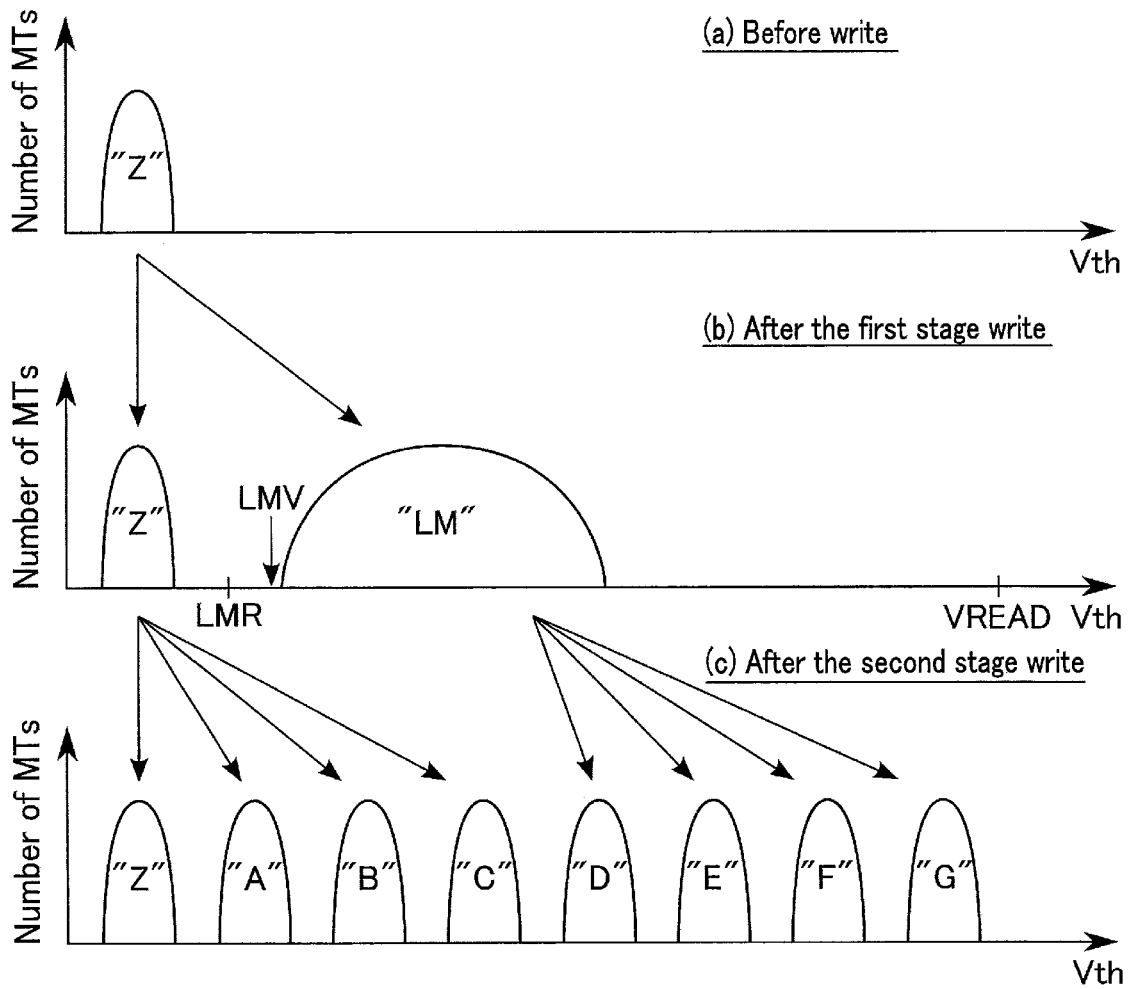 (a) Before write
Number of MTs
"Z"
Vth
(b) After the first stage write
Number of MTs
"Z"
LMV
"LM"
LMR
VREAD
Vth
(c) After the second stage write
Number of MTs
"Z"
"A"
"B"
"C"
"D"
"E"
"F"
"G"
Vth